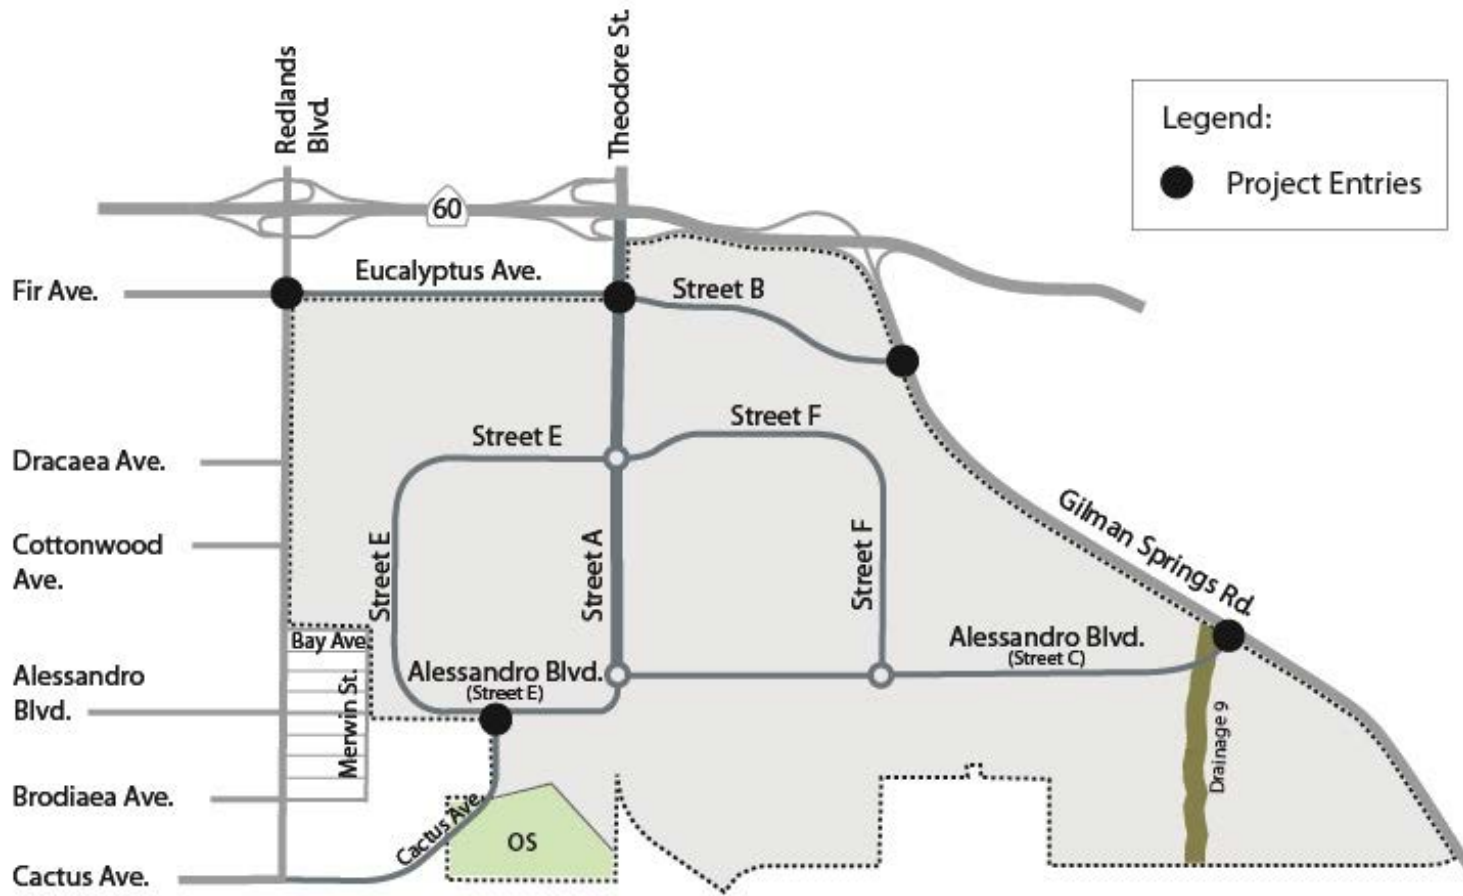 Redlands
Blvd.
Theodore St.
Legend:
Project Entries
60
Eucalyptus Ave.
Fir Ave.
Street B
Street F
Street E
Dracaea Ave.
Gilman Springs Rd.
Cottonwood
Ave.
Street E
Street A
Street F
Bay Ave
Alessandro Blvd.
(Street C)
Alessandro
Blvd.
Merwin St.
Alessandro Blvd.
(Street E)
Drainage 9
Brodiaea Ave.
Cactus Ave.
OS
Cactus Ave.